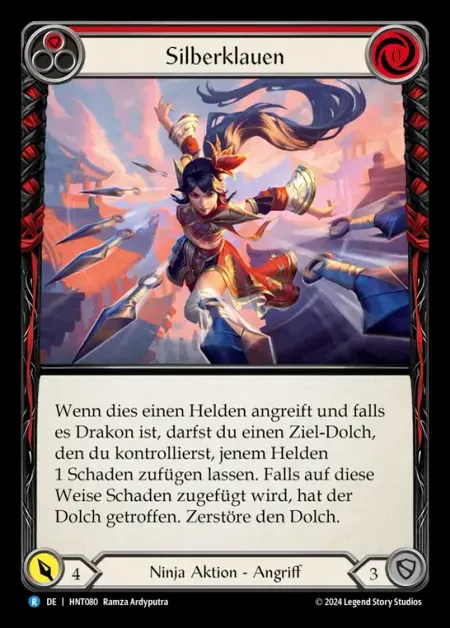 0
Silberklauen
Wenn dies einen Helden angreift und falls
es Drakon ist, darfst du einen Ziel-Dolch,
den du kontrollierst, jenem Helden
1 Schaden zufügen lassen. Falls auf diese
Weise Schaden zugefügt wird, hat der
Dolch getroffen. Zerstöre den Dolch.
4 Ninja Aktion - Angriff 3
R DE | HNT080 Ramza Ardyputra © 2024 Legend Story Studios